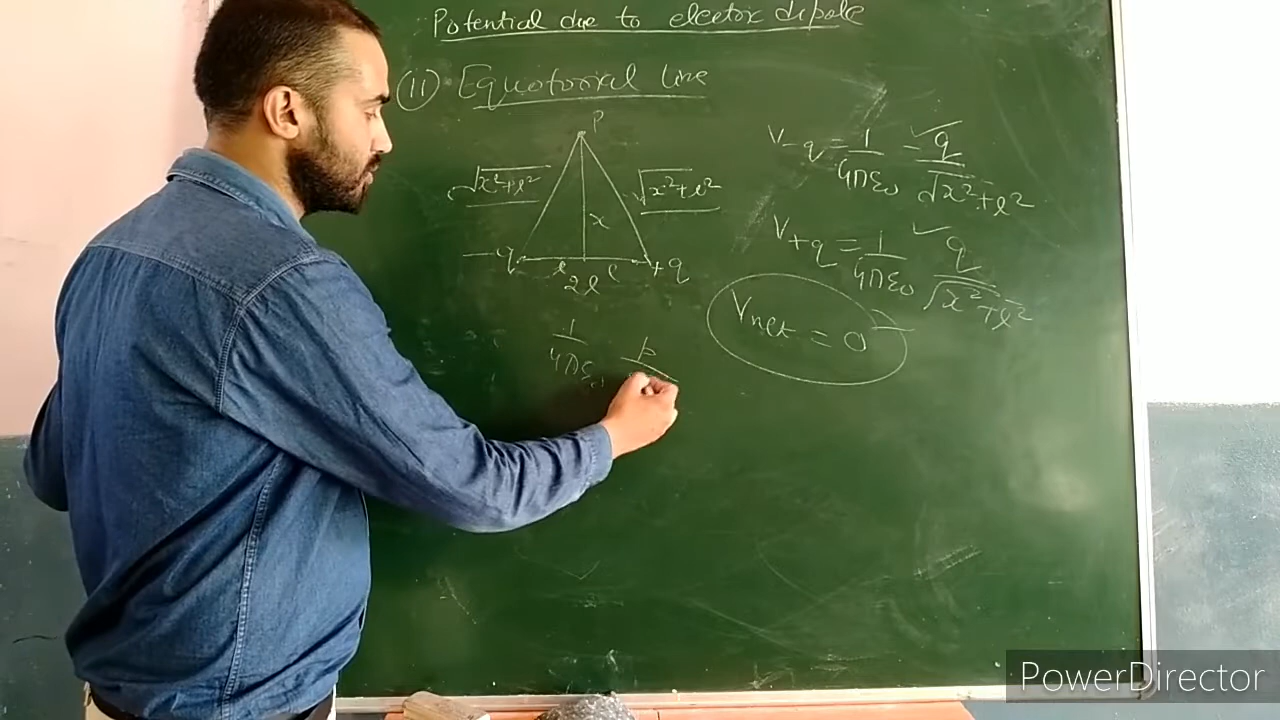 Potential due to electric dipole
(ii) Equatorial line
P
√x²+l²
√x²+l²
x
-q
l
l
+q
2l
V-q = 1/4πε₀ -q/√x²+l²
V+q = 1/4πε₀ q/√x²+l²
Vnet = 0
1/4πε₀ p
PowerDirector